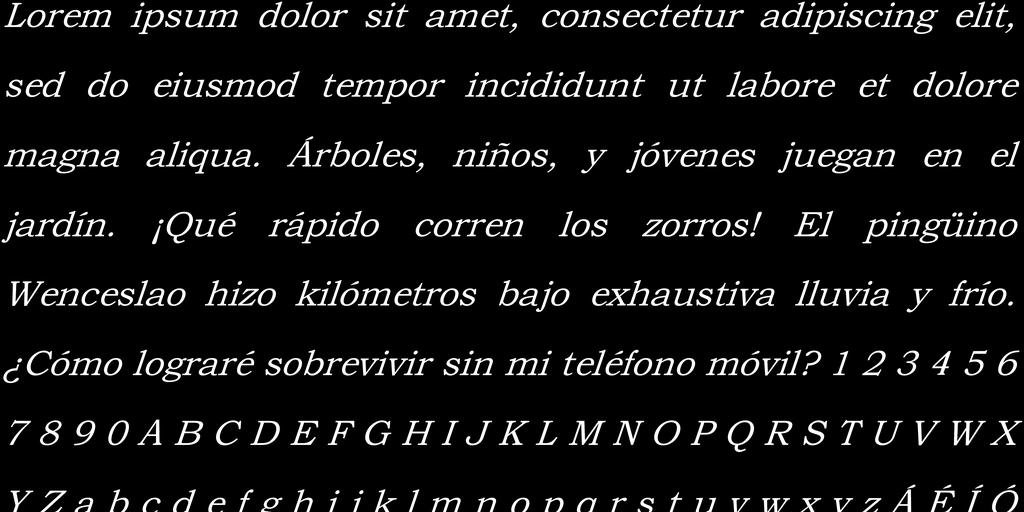 Lorem ipsum dolor sit amet, consectetur adipiscing elit,
sed do eiusmod tempor incididunt ut labore et dolore
magna aliqua. Árboles, niños, y jóvenes juegan en el
jardín. ¡Qué rápido corren los zorros! El pingüino
Wenceslao hizo kilómetros bajo exhaustiva lluvia y frío.
¿Cómo lograré sobrevivir sin mi teléfono móvil? 1 2 3 4 5 6
7 8 9 0 A B C D E F G H I J K L M N O P Q R S T U V W X
Y Z a b c d e f g h i j k l m n o p q r s t u v w x y z Á É Í Ó